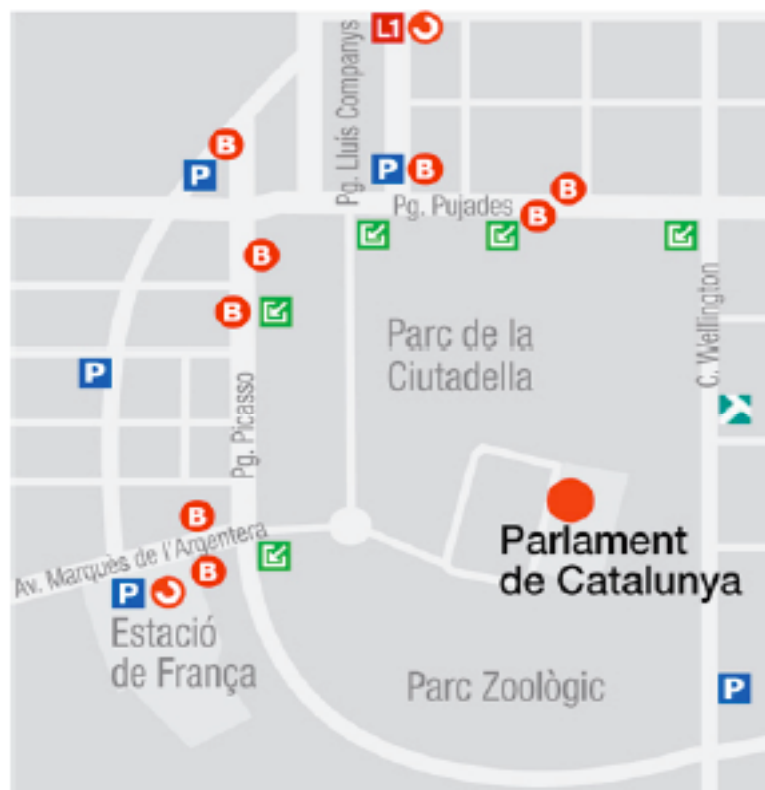 L1
Pg. Lluís Companys
B
P
P
B
Pg. Pujades
B
B
B
B
Parc de la
Ciutadella
C. Wellington
P
Pg. Picasso
B
Av. Marquès de l'Argentera
Parlament
de Catalunya
B
P
Estació
de França
Parc Zoològic
P